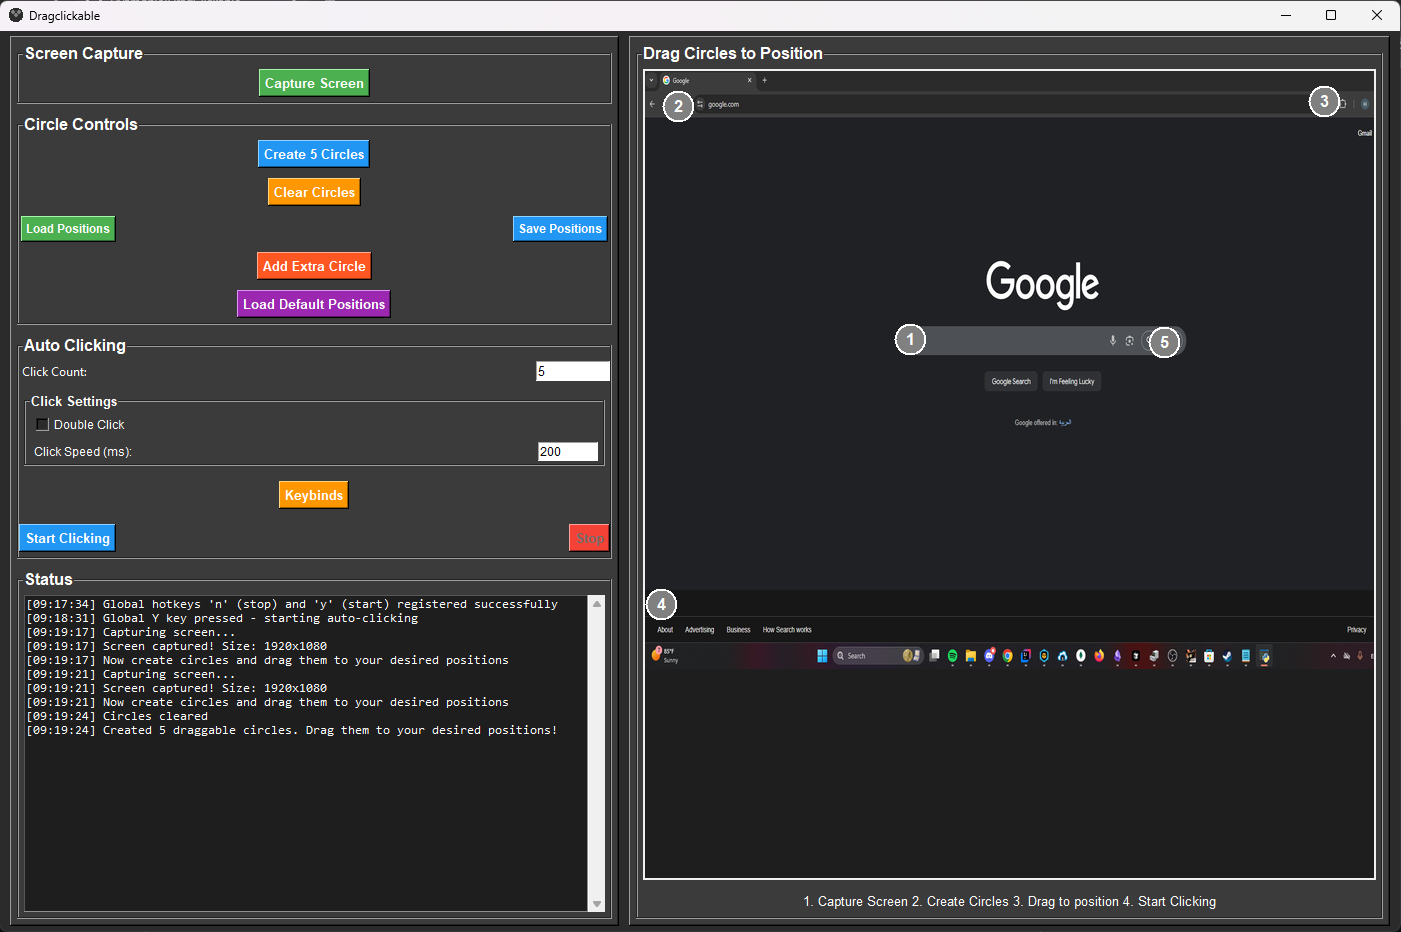 Dragclickable
Screen Capture
Capture Screen
Circle Controls
Create 5 Circles
Clear Circles
Load Positions
Save Positions
Add Extra Circle
Load Default Positions
Auto Clicking
Click Count:
5
Click Settings
Double Click
Click Speed (ms):
200
Keybinds
Start Clicking
Stop
Status
[09:17:34] Global hotkeys 'n' (stop) and 'y' (start) registered successfully
[09:18:31] Global Y key pressed - starting auto-clicking
[09:19:17] Capturing screen...
[09:19:17] Screen captured! Size: 1920x1080
[09:19:17] Now create circles and drag them to your desired positions
[09:19:21] Capturing screen...
[09:19:21] Screen captured! Size: 1920x1080
[09:19:21] Now create circles and drag them to your desired positions
[09:19:24] Circles cleared
[09:19:24] Created 5 draggable circles. Drag them to your desired positions!
Drag Circles to Position
Google
2
google.com
3
Gmail
Google
1
5
Google Search
I'm Feeling Lucky
Google offered in: العربية
4
About
Advertising
Business
How Search works
Privacy
85°F
Sunny
Search
1. Capture Screen 2. Create Circles 3. Drag to position 4. Start Clicking